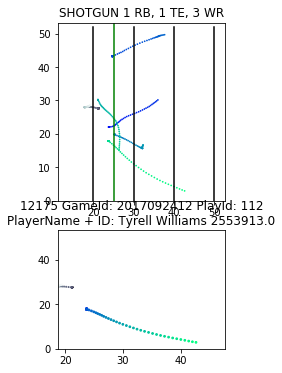 SHOTGUN 1 RB, 1 TE, 3 WR
50
40
30
20
10
0
20 30 40 50
12175 GameId: 2017092412 PlayId: 112
PlayerName + ID: Tyrell Williams 2553913.0
40
20
0
20 30 40